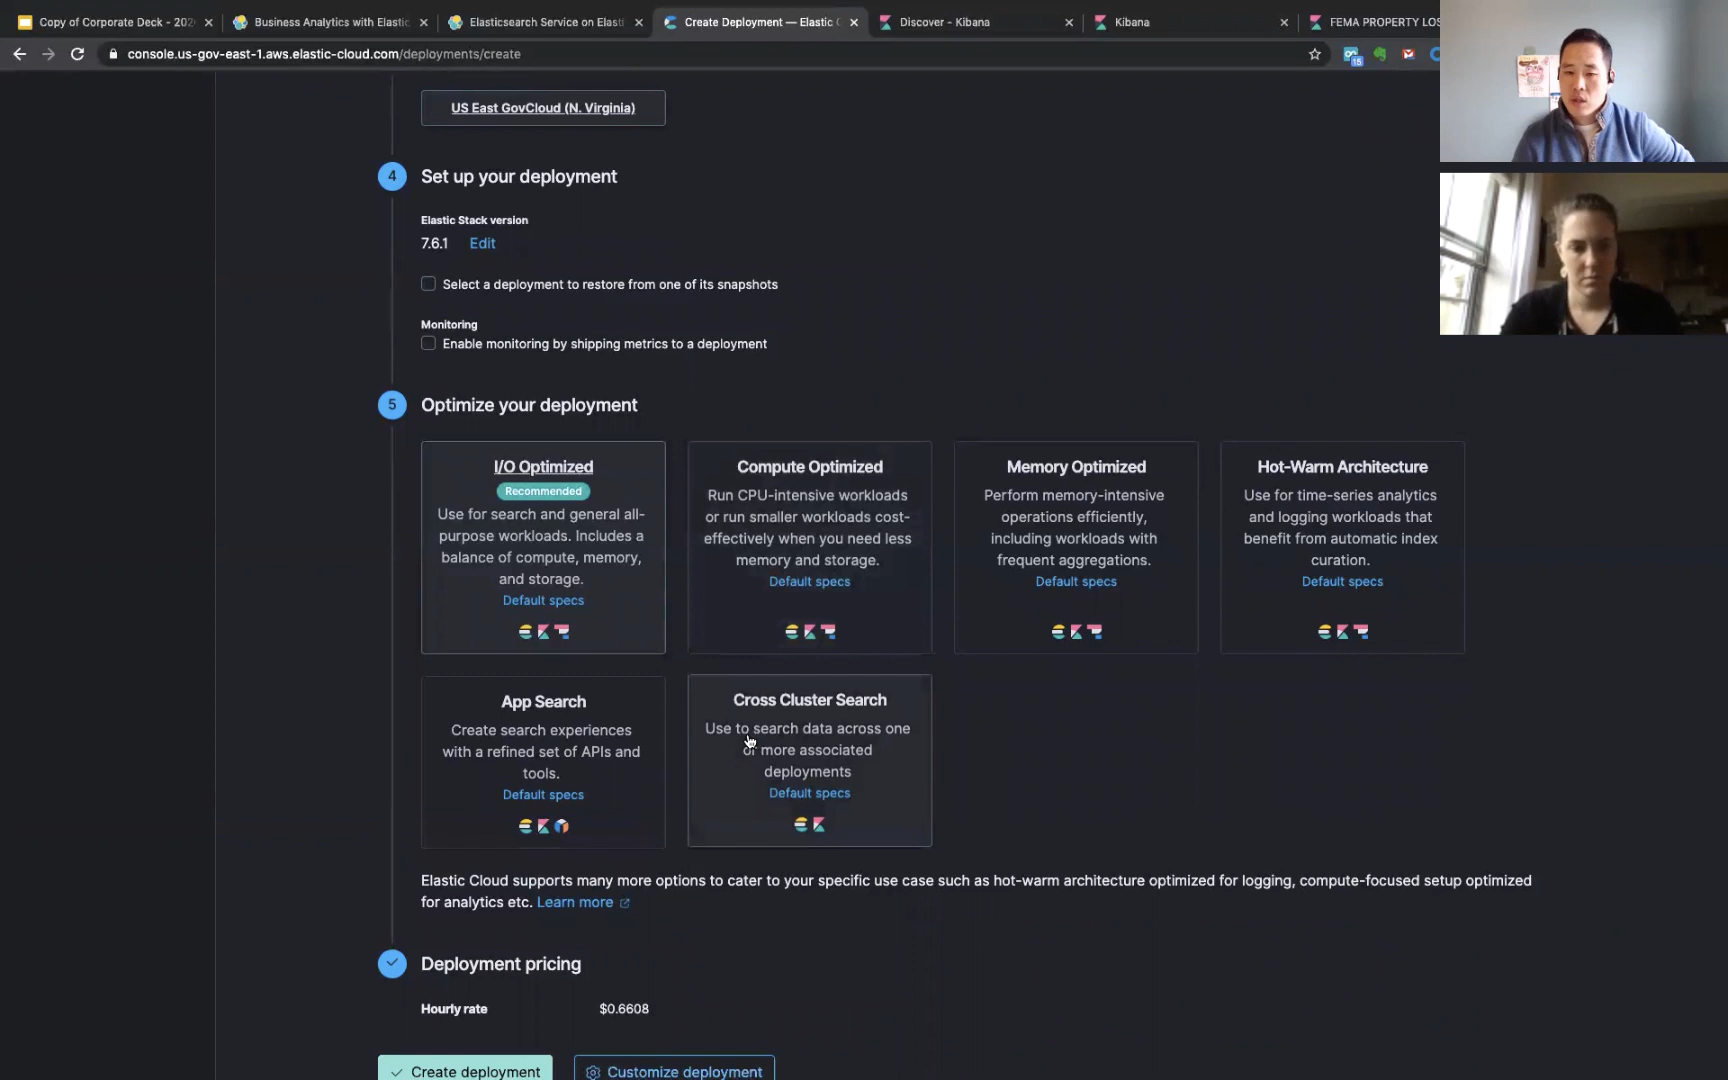 Copy of Corporate Deck - 202
Business Analytics with Elastic
Elasticsearch Service on Elasti
Create Deployment — Elastic C
Discover - Kibana
Kibana
FEMA PROPERTY LOS
console.us-gov-east-1.aws.elastic-cloud.com/deployments/create
15
US East GovCloud (N. Virginia)
4 Set up your deployment
Elastic Stack version
7.6.1 Edit
Select a deployment to restore from one of its snapshots
Monitoring
Enable monitoring by shipping metrics to a deployment
5 Optimize your deployment
I/O Optimized
Recommended
Use for search and general all-
purpose workloads. Includes a
balance of compute, memory,
and storage.
Default specs
Compute Optimized
Run CPU-intensive workloads
or run smaller workloads cost-
effectively when you need less
memory and storage.
Default specs
Memory Optimized
Perform memory-intensive
operations efficiently,
including workloads with
frequent aggregations.
Default specs
Hot-Warm Architecture
Use for time-series analytics
and logging workloads that
benefit from automatic index
curation.
Default specs
App Search
Create search experiences
with a refined set of APIs and
tools.
Default specs
Cross Cluster Search
Use to search data across one
or more associated
deployments
Default specs
Elastic Cloud supports many more options to cater to your specific use case such as hot-warm architecture optimized for logging, compute-focused setup optimized
for analytics etc. Learn more
Deployment pricing
Hourly rate $0.6608
Create deployment
Customize deployment